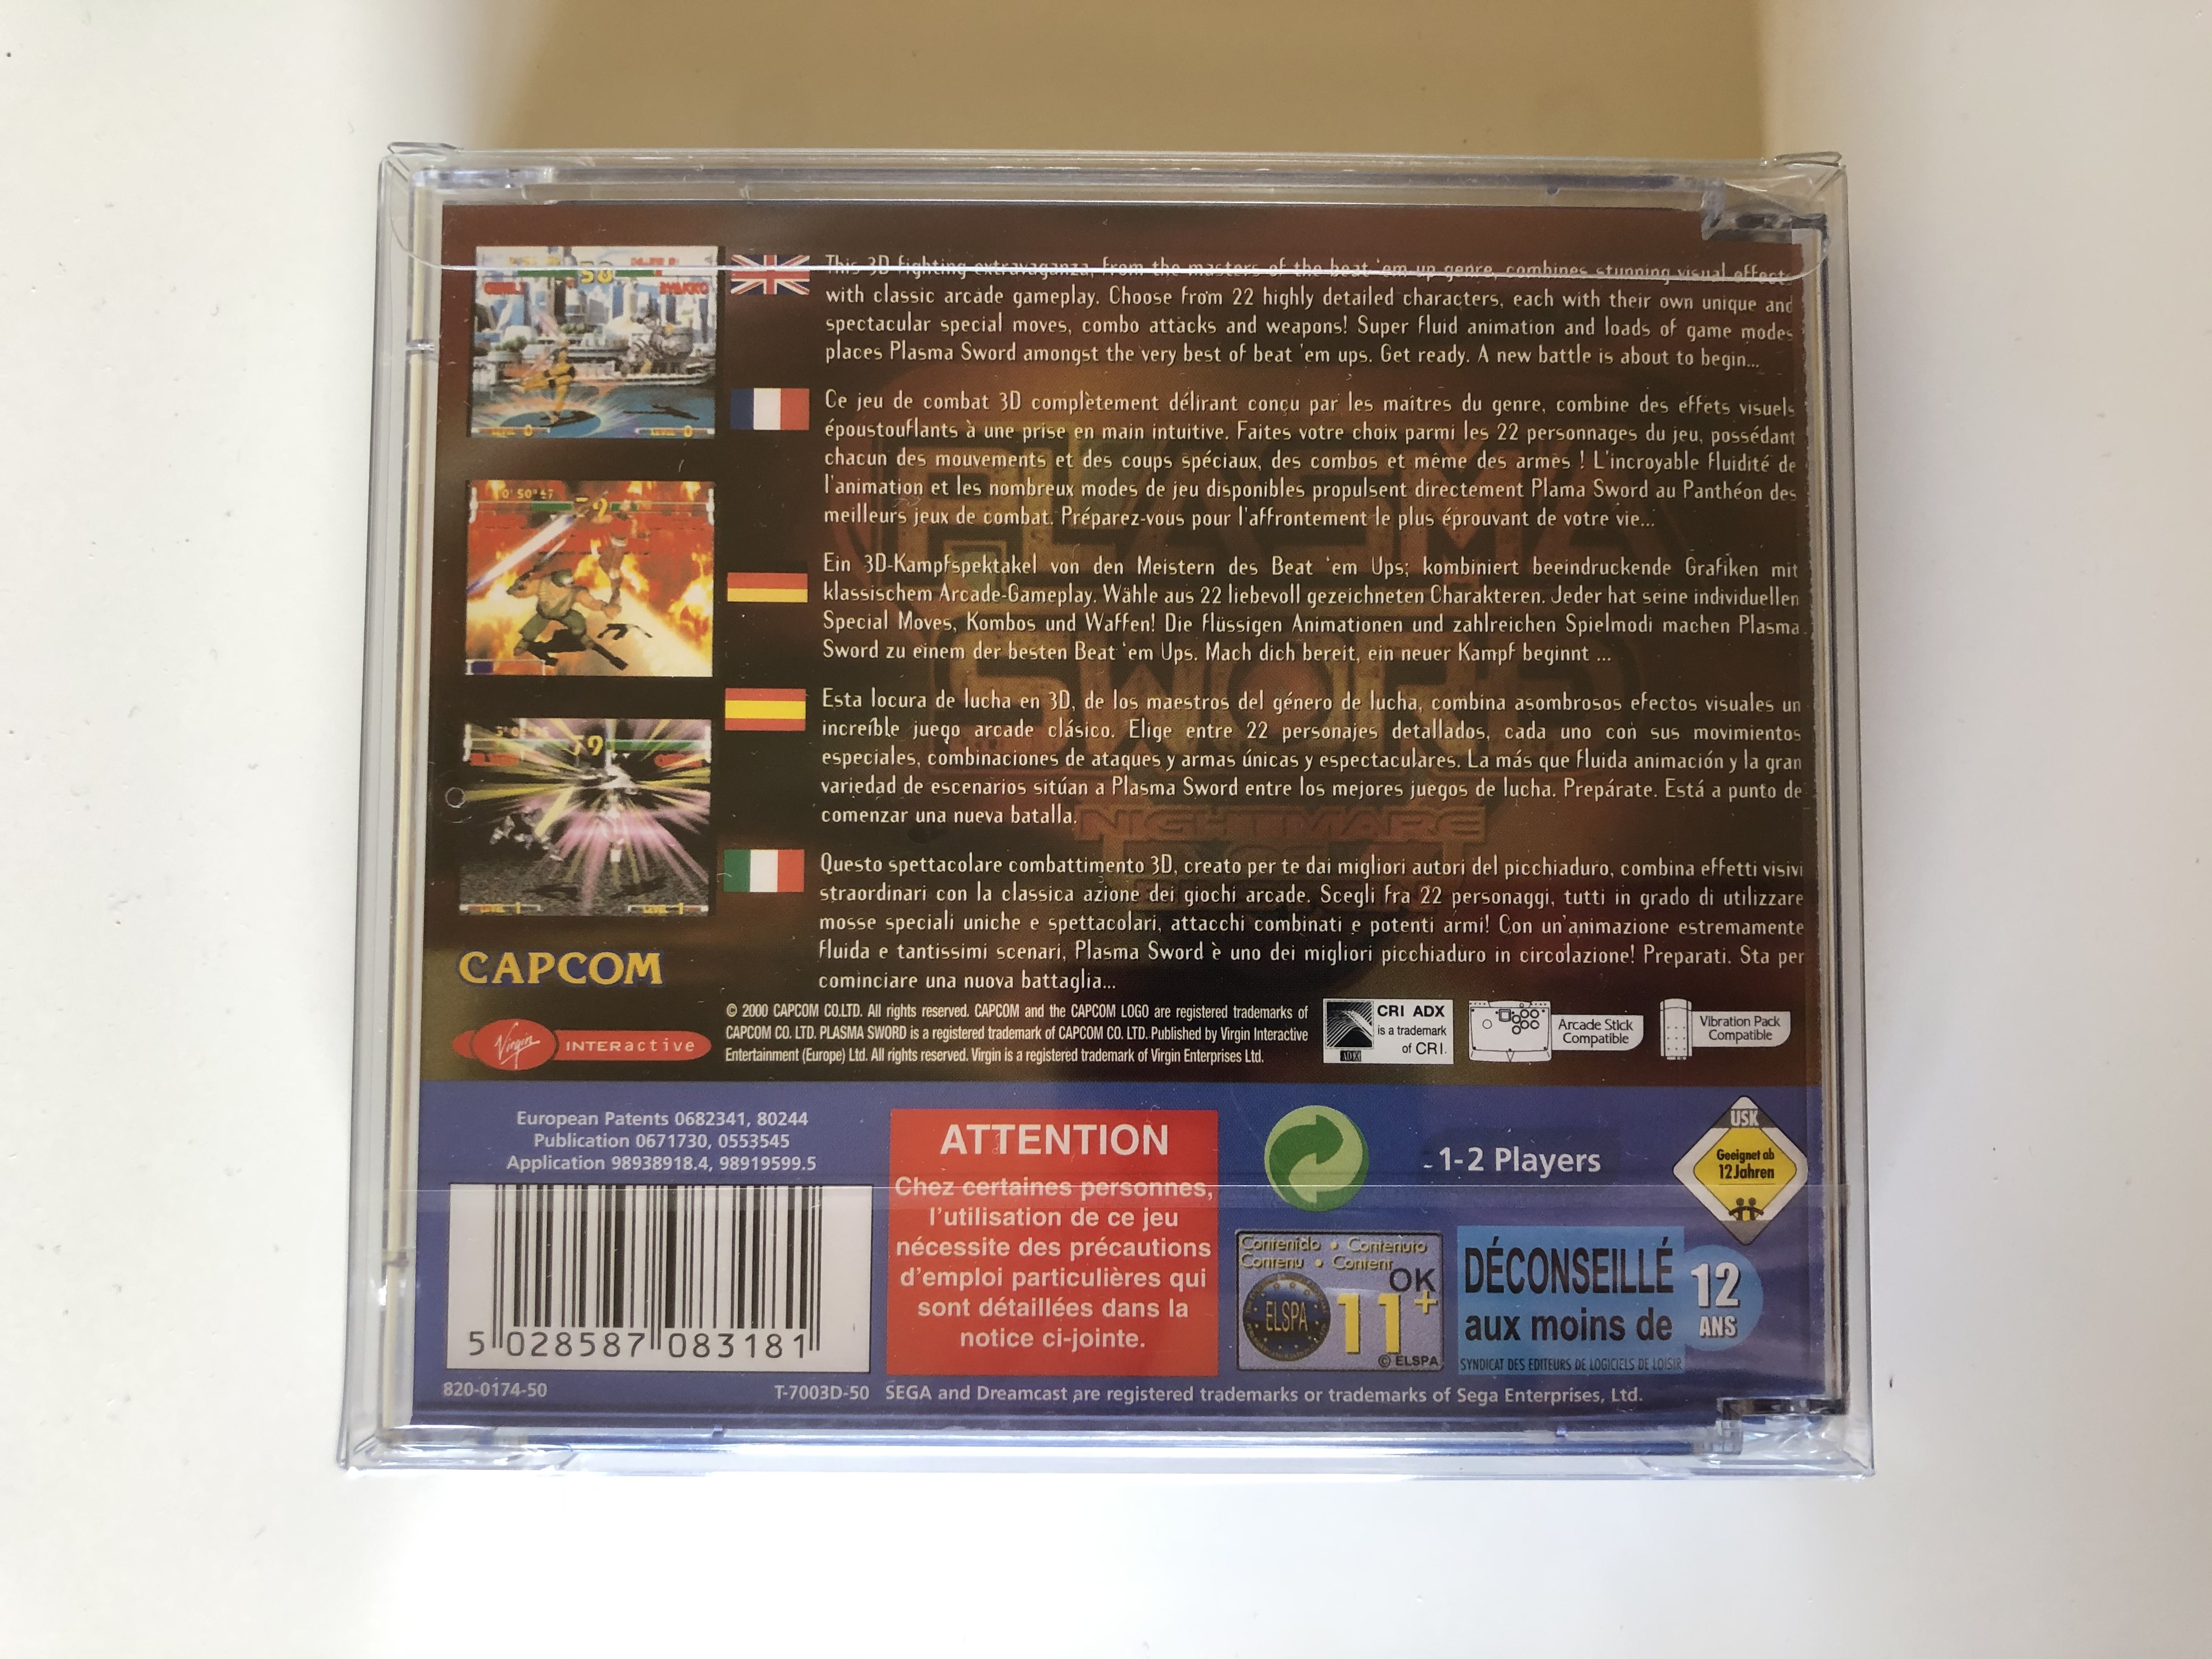 This 3D fighting extravaganza, from the masters of the beat 'em up genre, combines stunning visual effects
with classic arcade gameplay. Choose from 22 highly detailed characters, each with their own unique and
spectacular special moves, combo attacks and weapons! Super fluid animation and loads of game modes
places Plasma Sword amongst the very best of beat 'em ups. Get ready. A new battle is about to begin...
Ce jeu de combat 3D complètement délirant conçu par les maîtres du genre, combine des effets visuels
époustouflants à une prise en main intuitive. Faites votre choix parmi les 22 personnages du jeu, possédant
chacun des mouvements et des coups spéciaux, des combos et même des armes ! L'incroyable fluidité de
l'animation et les nombreux modes de jeu disponibles propulsent directement Plama Sword au Panthéon des
meilleurs jeux de combat. Préparez-vous pour l'affrontement le plus éprouvant de votre vie...
Ein 3D-Kampfspektakel von den Meistern des Beat 'em Ups; kombiniert beeindruckende Grafiken mit
klassischem Arcade-Gameplay. Wähle aus 22 liebevoll gezeichneten Charakteren. Jeder hat seine individuellen
Special Moves, Kombos und Waffen! Die flüssigen Animationen und zahlreichen Spielmodi machen Plasma
Sword zu einem der besten Beat 'em Ups. Mach dich bereit, ein neuer Kampf beginnt ...
Esta locura de lucha en 3D, de los maestros del género de lucha, combina asombrosos efectos visuales un
increíble juego arcade clásico. Elige entre 22 personajes detallados, cada uno con sus movimientos
especiales, combinaciones de ataques y armas únicas y espectaculares. La más que fluida animación y la gran
variedad de escenarios sitúan a Plasma Sword entre los mejores juegos de lucha. Prepárate. Está a punto de
comenzar una nueva batalla.
Questo spettacolare combattimento 3D, creato per te dai migliori autori del picchiaduro, combina effetti visivi
straordinari con la classica azione dei giochi arcade. Scegli fra 22 personaggi, tutti in grado di utilizzare
mosse speciali uniche e spettacolari, attacchi combinati e potenti armi! Con un'animazione estremamente
fluida e tantissimi scenari, Plasma Sword è uno dei migliori picchiaduro in circolazione! Preparati. Sta per
cominciare una nuova battaglia...
PLASMA
SWORD
NIGHTMARE
CAPCOM
Virgin INTERactive
© 2000 CAPCOM CO.LTD. All rights reserved. CAPCOM and the CAPCOM LOGO are registered trademarks of
CAPCOM CO. LTD. PLASMA SWORD is a registered trademark of CAPCOM CO. LTD. Published by Virgin Interactive
Entertainment (Europe) Ltd. All rights reserved. Virgin is a registered trademark of Virgin Enterprises Ltd.
CRI ADX
is a trademark
of CRI.
Arcade Stick
Compatible
Vibration Pack
Compatible
European Patents 0682341, 80244
Publication 0671730, 0553545
Application 98938918.4, 98919599.5
5 028587 083181
820-0174-50
T-7003D-50
ATTENTION
Chez certaines personnes,
l'utilisation de ce jeu
nécessite des précautions
d'emploi particulières qui
sont détaillées dans la
notice ci-jointe.
1-2 Players
USK
Geeignet ab
12 Jahren
Contenido • Contenuto
Contenu • Content
OK
ELSPA
11+
© ELSPA
DÉCONSEILLÉ
aux moins de
12
ANS
SYNDICAT DES EDITEURS DE LOGICIELS DE LOISIR
SEGA and Dreamcast are registered trademarks or trademarks of Sega Enterprises, Ltd.